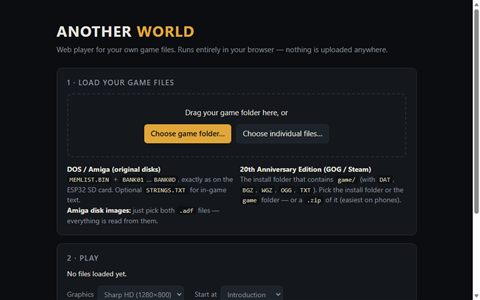 ANOTHER WORLD
Web player for your own game files. Runs entirely in your browser — nothing is uploaded anywhere.
1 · LOAD YOUR GAME FILES
Drag your game folder here, or
Choose game folder...
Choose individual files...
DOS / Amiga (original disks)
MEMLIST.BIN + BANK01 … BANK0D, exactly as on the
ESP32 SD card. Optional STRINGS.TXT for in-game
text.
Amiga disk images: just pick both .adf files —
everything is read from them.
20th Anniversary Edition (GOG / Steam)
The install folder that contains game/ (with DAT,
BGZ, WGZ, OGG, TXT). Pick the install folder or the
game folder — or a .zip of it (easiest on phones).
2 · PLAY
No files loaded yet.
Graphics Sharp HD (1280×800) Start at Introduction